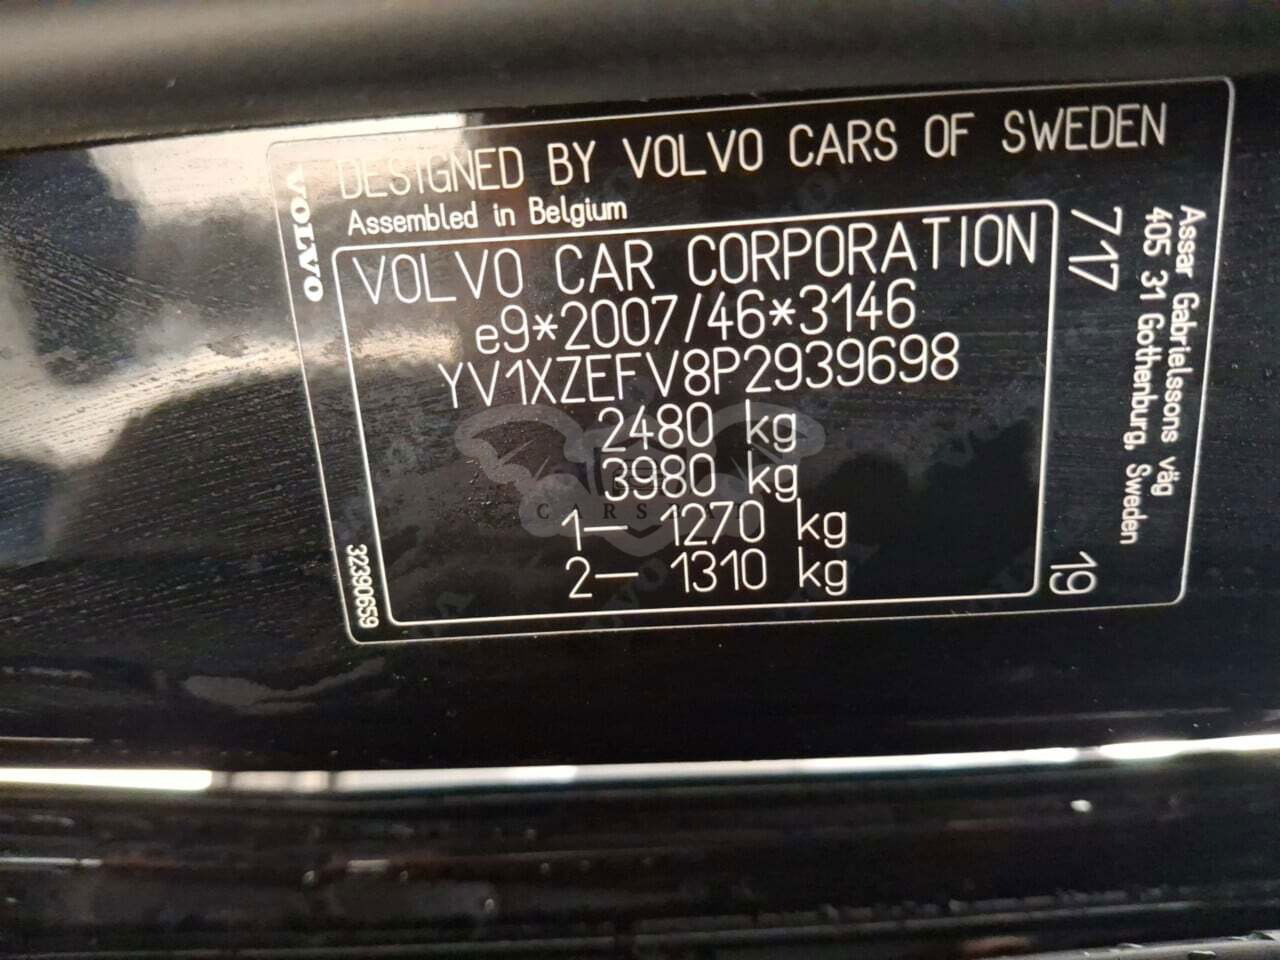 DESIGNED BY VOLVO CARS OF SWEDEN
Assembled in Belgium
VOLVO
VOLVO CAR CORPORATION
e9*2007/46*3146
YV1XZEFV8P2939698
2480 kg
3980 kg
1— 1270 kg
2— 1310 kg
32390659
717
19
Assar Gabrielssons väg
405 31 Gothenburg, Sweden